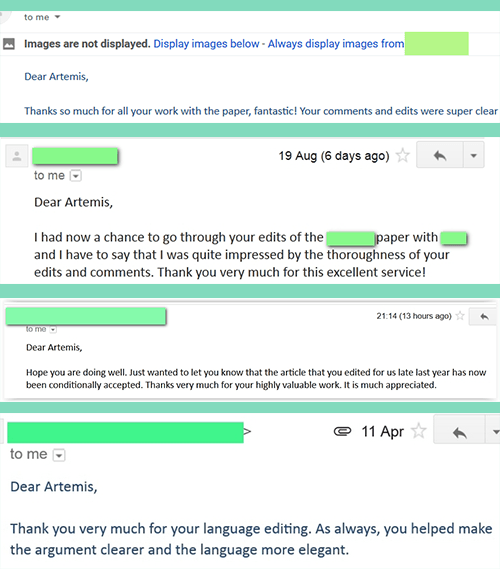 to me
Images are not displayed. Display images below - Always display images from
Dear Artemis,
Thanks so much for all your work with the paper, fantastic! Your comments and edits were super clear
19 Aug (6 days ago)
to me
Dear Artemis,
I had now a chance to go through your edits of the paper with
and I have to say that I was quite impressed by the thoroughness of your
edits and comments. Thank you very much for this excellent service!
21:14 (13 hours ago)
to me
Dear Artemis,
Hope you are doing well. Just wanted to let you know that the article that you edited for us late last year has now
been conditionally accepted. Thanks very much for your highly valuable work. It is much appreciated.
> 11 Apr
to me
Dear Artemis,
Thank you very much for your language editing. As always, you helped make
the argument clearer and the language more elegant.